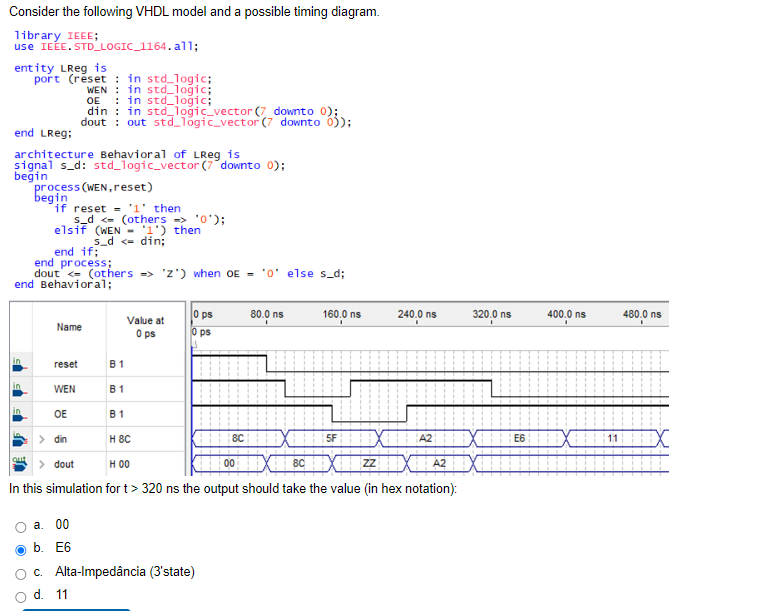 Consider the following VHDL model and a possible timing diagram.
library IEEE;
use IEEE.STD_LOGIC_1164.all;
entity LReg is
port (reset : in std_logic;
WEN : in std_logic;
OE : in std_logic;
din : in std_logic_vector(7 downto 0);
dout : out std_logic_vector(7 downto 0));
end LReg;
architecture Behavioral of LReg is
signal s_d: std_logic_vector(7 downto 0);
begin
process(WEN,reset)
begin
if reset = '1' then
s_d <= (others => '0');
elsif (WEN = '1') then
s_d <= din;
end if;
end process;
dout <= (others => 'Z') when OE = '0' else s_d;
end Behavioral;
Name Value at 0 ps 0 ps 80.0 ns 160.0 ns 240.0 ns 320.0 ns 400.0 ns 480.0 ns
0 ps
in reset B 1
in WEN B 1
in OE B 1
in > din H 8C 8C 5F A2 E6 11
out > dout H 00 00 8C ZZ A2
In this simulation for t > 320 ns the output should take the value (in hex notation):
a. 00
b. E6
c. Alta-Impedância (3'state)
d. 11